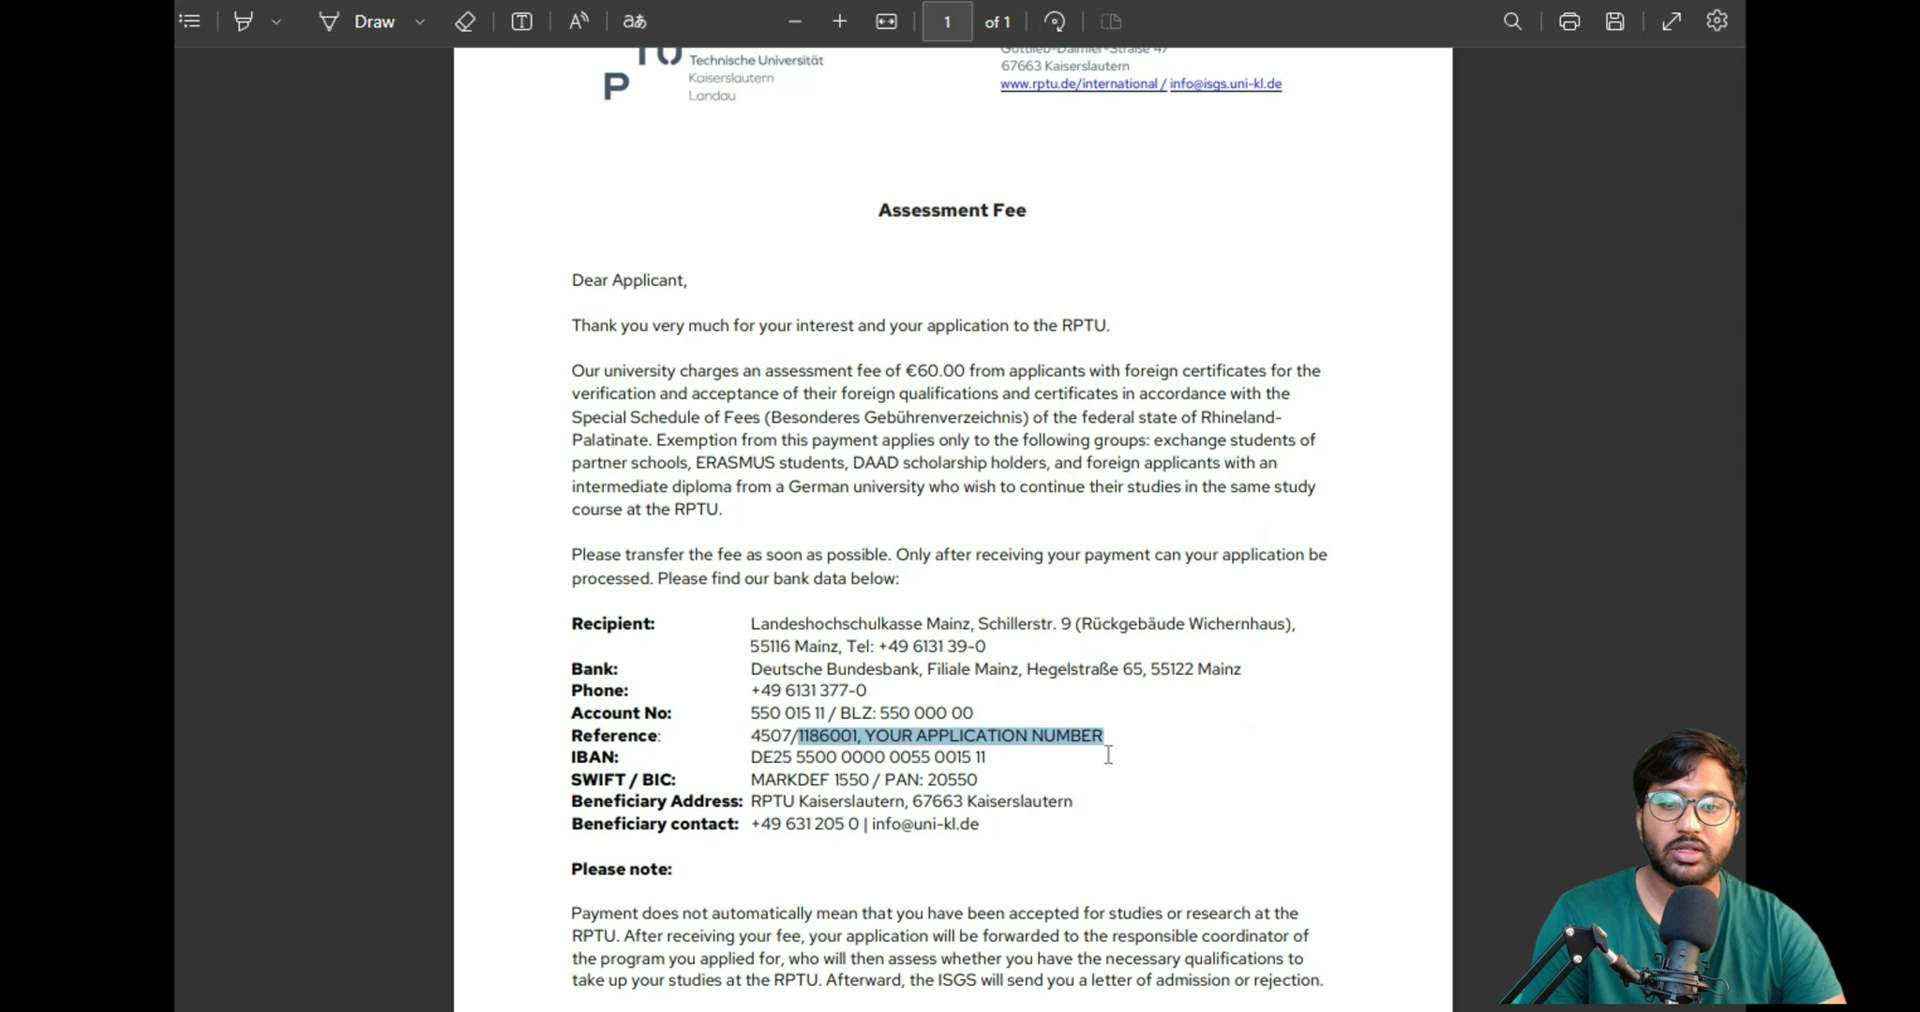 Draw
1 of 1
TU
P
Technische Universität
Kaiserslautern
Landau
Gottlieb-Daimler-Straße 47
67663 Kaiserslautern
www.rptu.de/international / info@isgs.uni-kl.de
Assessment Fee
Dear Applicant,
Thank you very much for your interest and your application to the RPTU.
Our university charges an assessment fee of €60.00 from applicants with foreign certificates for the
verification and acceptance of their foreign qualifications and certificates in accordance with the
Special Schedule of Fees (Besonderes Gebührenverzeichnis) of the federal state of Rhineland-
Palatinate. Exemption from this payment applies only to the following groups: exchange students of
partner schools, ERASMUS students, DAAD scholarship holders, and foreign applicants with an
intermediate diploma from a German university who wish to continue their studies in the same study
course at the RPTU.
Please transfer the fee as soon as possible. Only after receiving your payment can your application be
processed. Please find our bank data below:
Recipient: Landeshochschulkasse Mainz, Schillerstr. 9 (Rückgebäude Wichernhaus),
55116 Mainz, Tel: +49 6131 39-0
Bank: Deutsche Bundesbank, Filiale Mainz, Hegelstraße 65, 55122 Mainz
Phone: +49 6131 377-0
Account No: 550 015 11 / BLZ: 550 000 00
Reference: 4507/1186001, YOUR APPLICATION NUMBER
IBAN: DE25 5500 0000 0055 0015 11
SWIFT / BIC: MARKDEF 1550 / PAN: 20550
Beneficiary Address: RPTU Kaiserslautern, 67663 Kaiserslautern
Beneficiary contact: +49 631 205 0 | info@uni-kl.de
Please note:
Payment does not automatically mean that you have been accepted for studies or research at the
RPTU. After receiving your fee, your application will be forwarded to the responsible coordinator of
the program you applied for, who will then assess whether you have the necessary qualifications to
take up your studies at the RPTU. Afterward, the ISGS will send you a letter of admission or rejection.